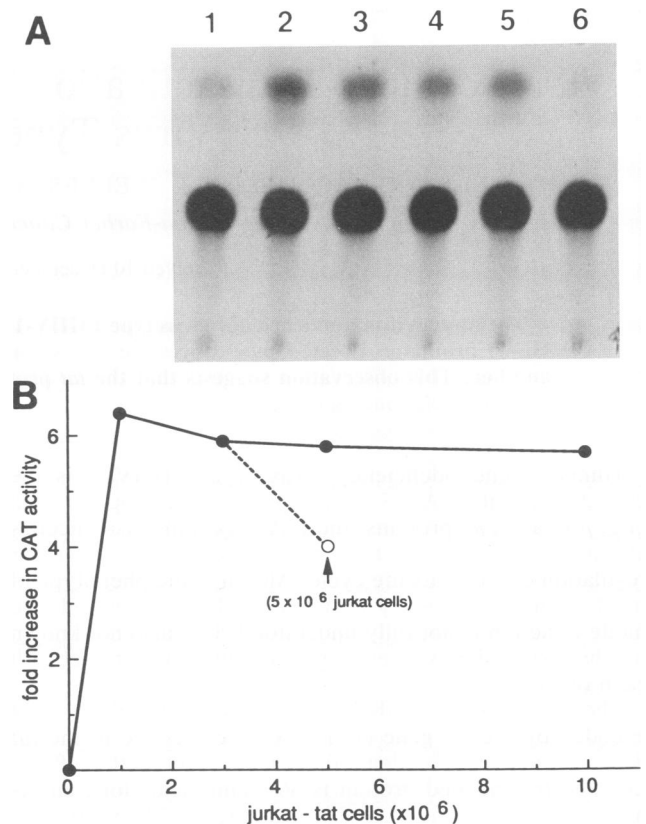 A
1 2 3 4 5 6
B
6
4
2
0 2 4 6 8 10
fold increase in CAT activity
(5 x 10 6 jurkat cells)
jurkat - tat cells (x10 6)